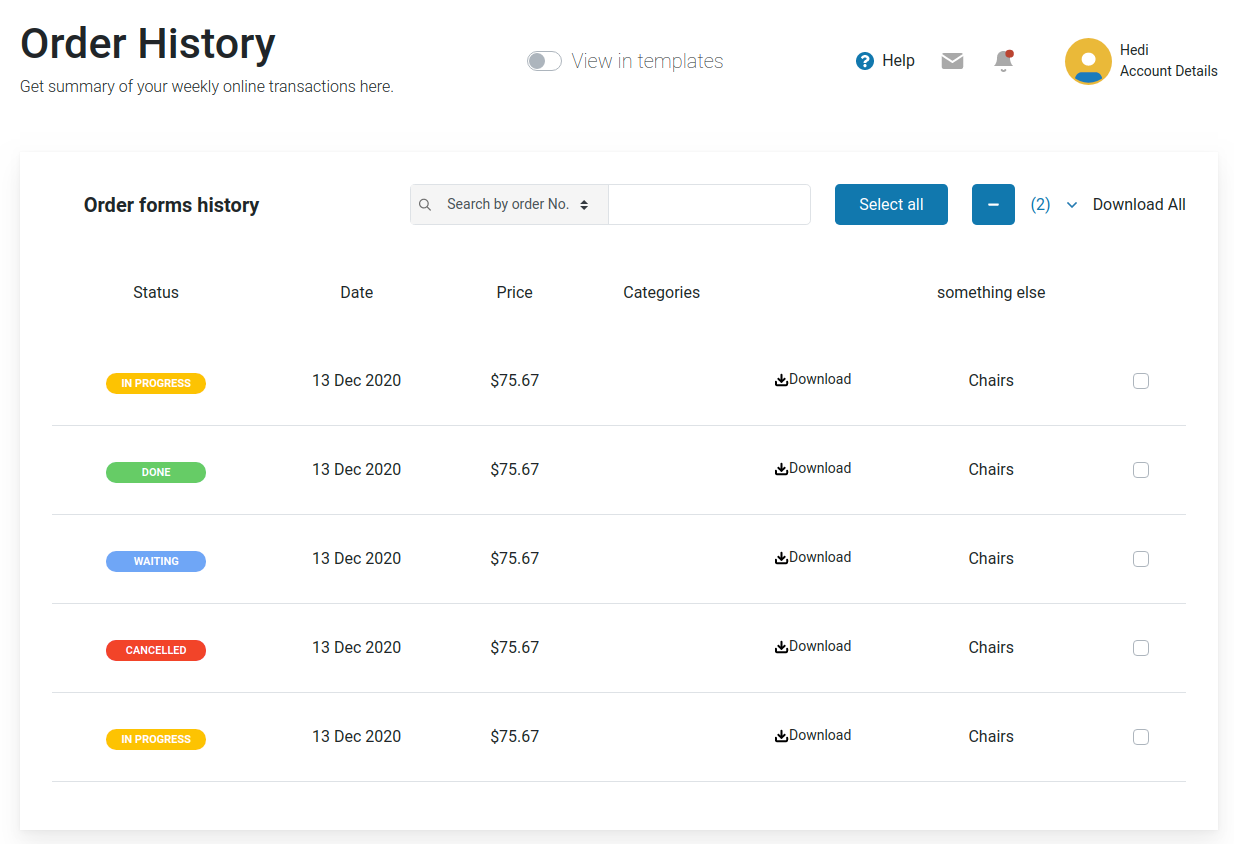 Order History
Get summary of your weekly online transactions here.
View in templates
Help
Hedi
Account Details
Order forms history
Search by order No.
Select all
(2)
Download All
Status Date Price Categories something else
IN PROGRESS 13 Dec 2020 $75.67 Download Chairs
DONE 13 Dec 2020 $75.67 Download Chairs
WAITING 13 Dec 2020 $75.67 Download Chairs
CANCELLED 13 Dec 2020 $75.67 Download Chairs
IN PROGRESS 13 Dec 2020 $75.67 Download Chairs